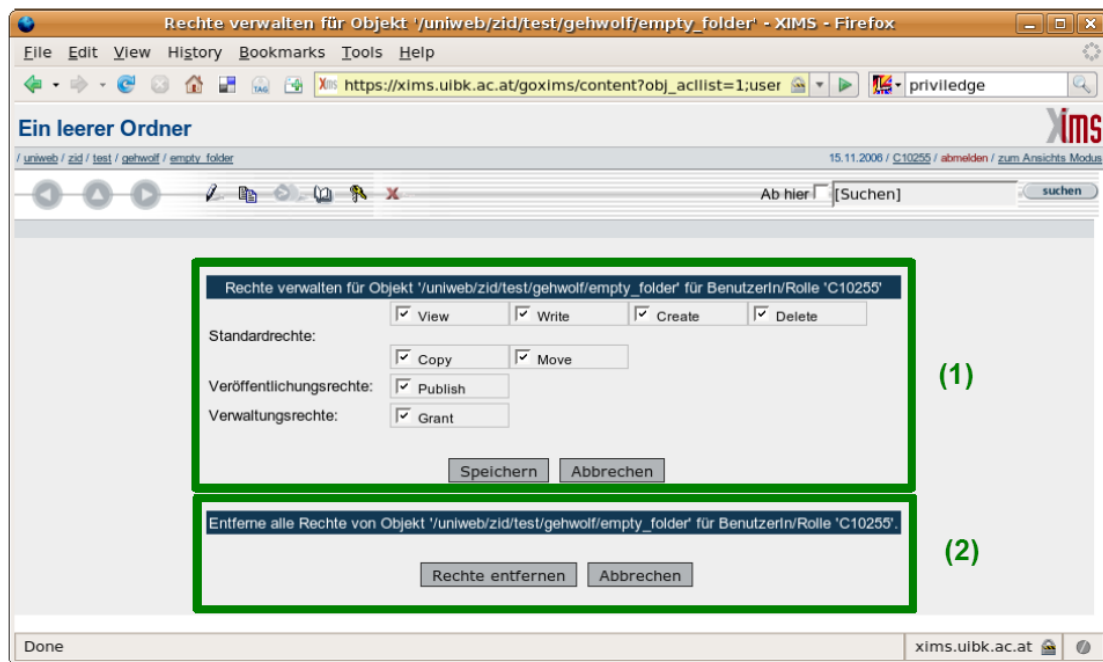 Rechte verwalten für Objekt '/uniweb/zid/test/gehwolf/empty_folder' - XIMS - Firefox
File Edit View History Bookmarks Tools Help
TAG Xims https://xims.uibk.ac.at/goxims/content?obj_acllist=1;user priviledge
Ein leerer Ordner Xims
/ uniweb / zid / test / gehwolf / empty_folder 15.11.2006 / C10255 / abmelden / zum Ansichts Modus
Ab hier [Suchen] suchen
Rechte verwalten für Objekt '/uniweb/zid/test/gehwolf/empty_folder' für BenutzerIn/Rolle 'C10255'
Standardrechte: View Write Create Delete
Copy Move
Veröffentlichungsrechte: Publish
Verwaltungsrechte: Grant
(1)
Speichern Abbrechen
Entferne alle Rechte von Objekt '/uniweb/zid/test/gehwolf/empty_folder' für BenutzerIn/Rolle 'C10255'.
(2)
Rechte entfernen Abbrechen
Done xims.uibk.ac.at